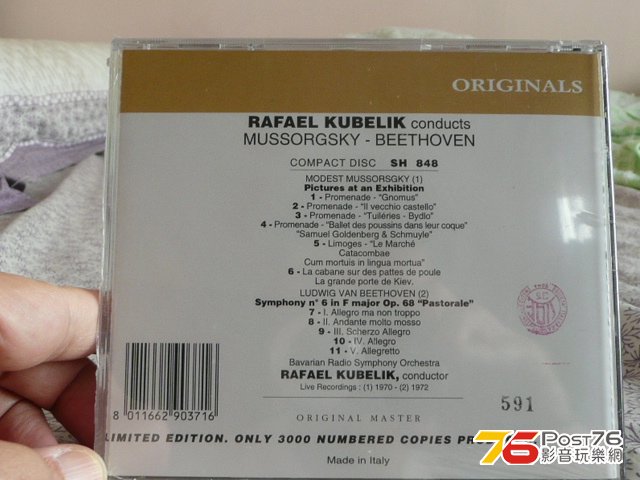 ORIGINALS
RAFAEL KUBELIK conducts
MUSSORGSKY - BEETHOVEN
COMPACT DISC SH 848
MODEST MUSSORSGKY (1)
Pictures at an Exhibition
1 - Promenade - "Gnomus"
2 - Promenade - "Il vecchio castello"
3 - Promenade - "Tuiléries - Bydlo"
4 - Promenade - "Ballet des poussins dans leur coque"
"Samuel Goldenberg & Schmuyle"
5 - Limoges - "Le Marché
Catacombae
Cum mortuis in lingua mortua"
6 - La cabane sur des pattes de poule
La grande porte de Kiev.
LUDWIG VAN BEETHOVEN (2)
Symphony n° 6 in F major Op. 68 "Pastorale"
7 - I. Allegro ma non troppo
8 - II. Andante molto mosso
9 - III. Scherzo Allegro
10 - IV. Allegro
11 - V. Allegretto
Bavarian Radio Symphony Orchestra
RAFAEL KUBELIK, conductor
Live Recordings : (1) 1970 - (2) 1972
8 011662 903716
591
ORIGINAL MASTER
LIMITED EDITION. ONLY 3000 NUMBERED COPIES
Made in Italy
76 Post76
影音玩樂網